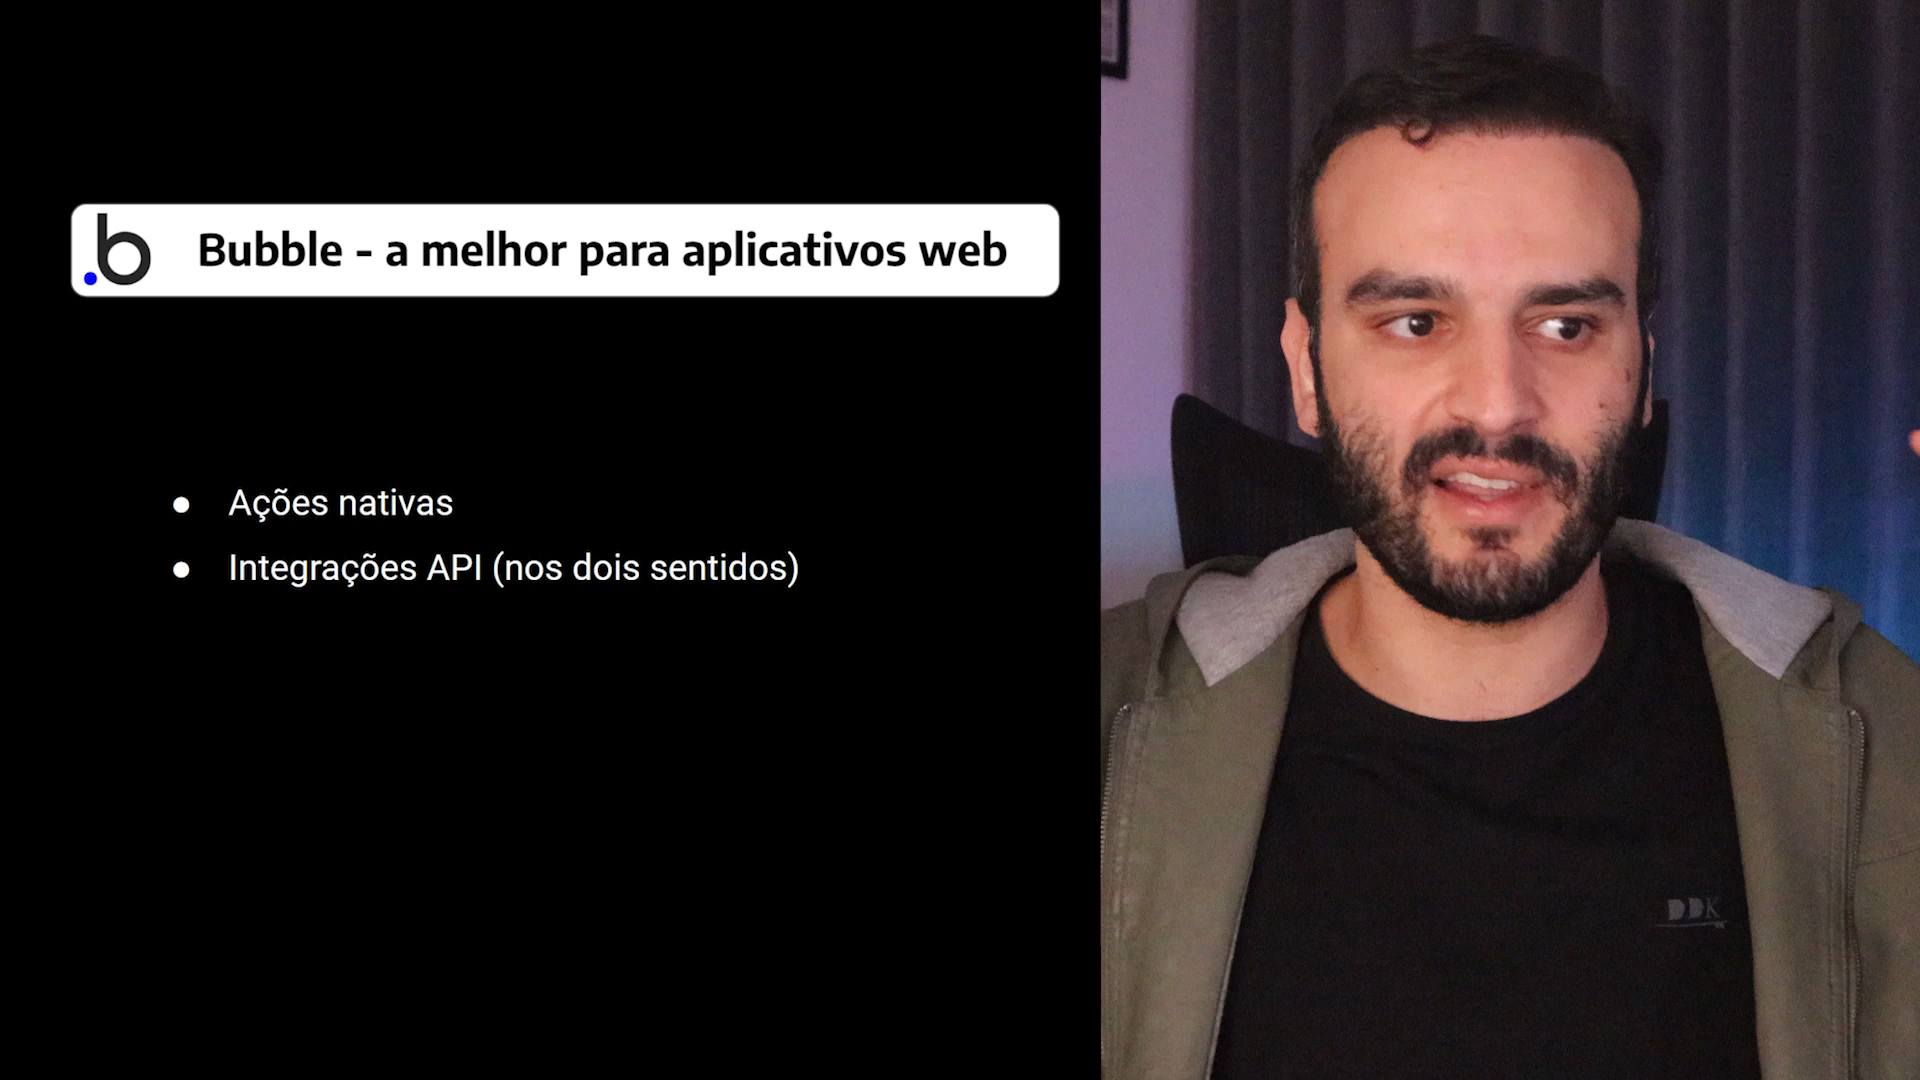 .b Bubble - a melhor para aplicativos web
● Ações nativas
● Integrações API (nos dois sentidos)
DDK